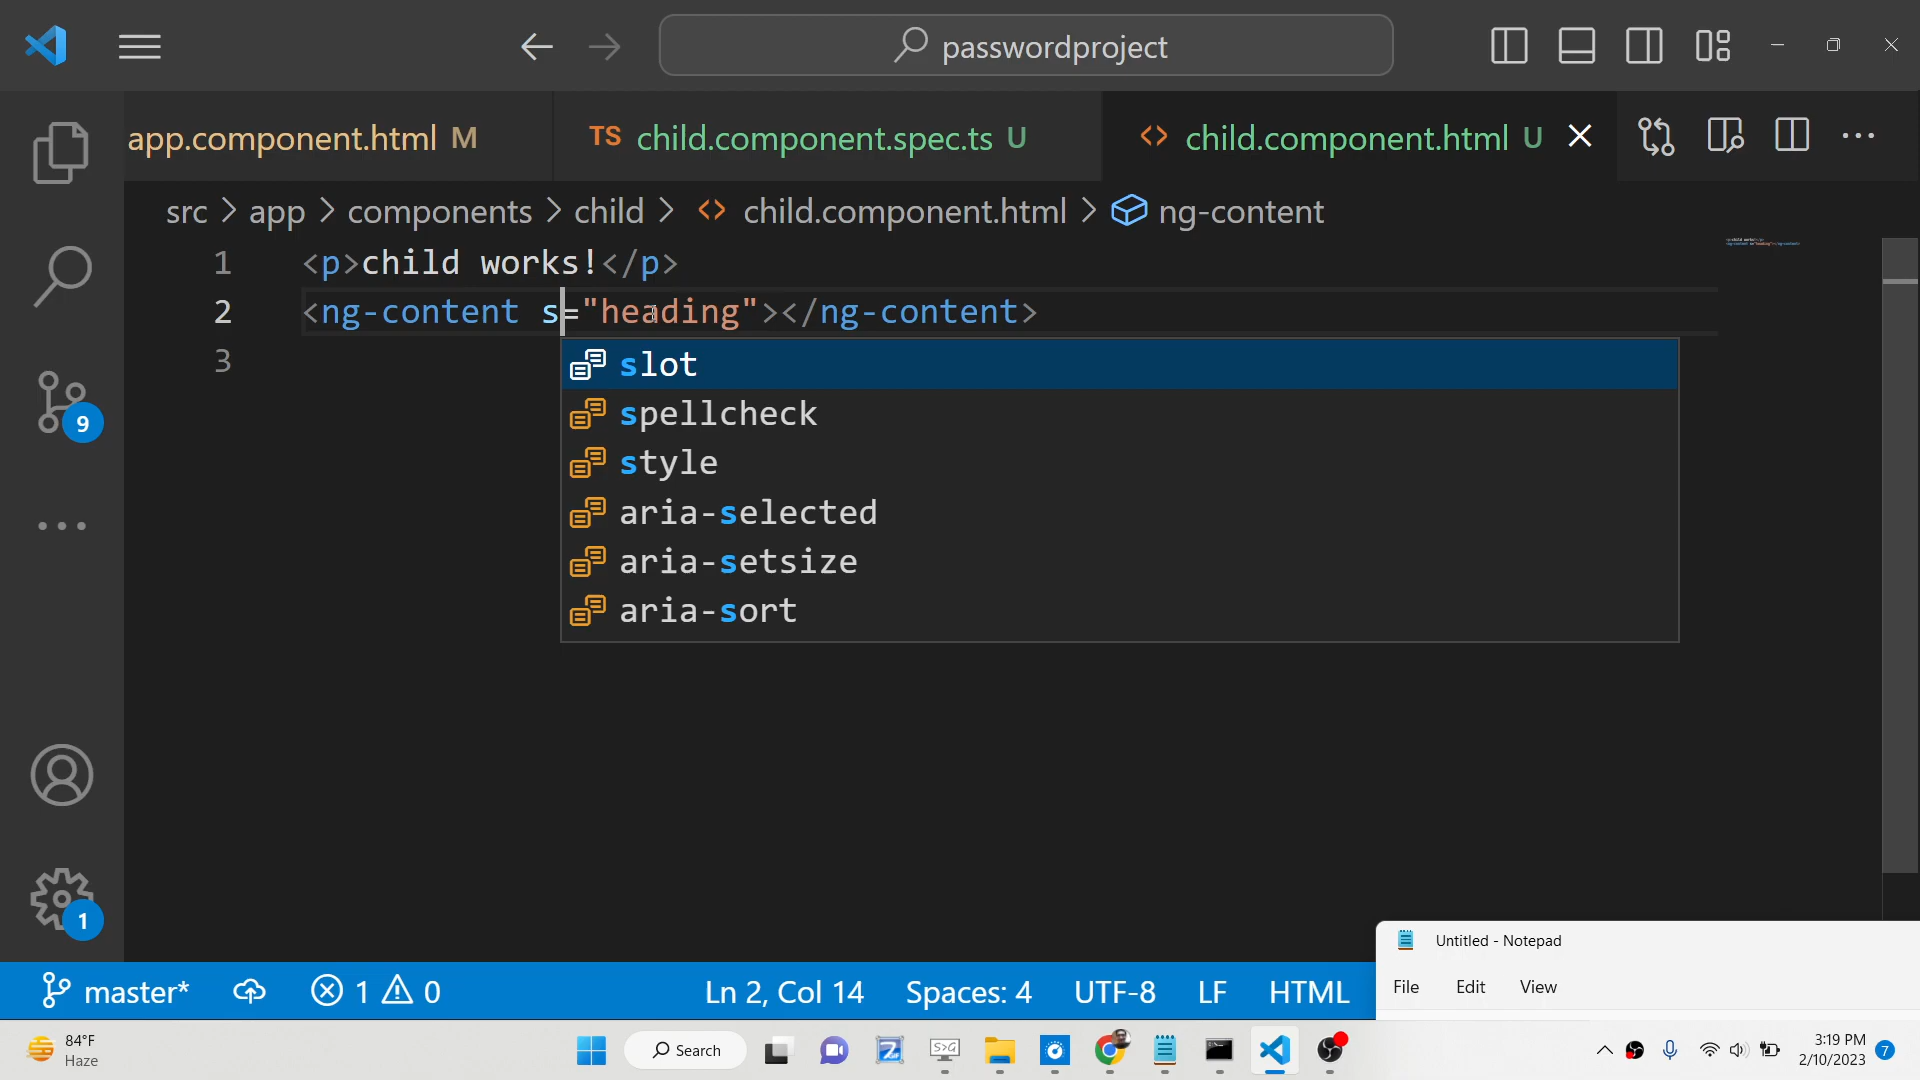 passwordproject
app.component.html M
TS child.component.spec.ts U
<> child.component.html U
src > app > components > child > <> child.component.html > ng-content
1 <p>child works!</p>
2 <ng-content s="heading"></ng-content>
3
slot
spellcheck
style
aria-selected
aria-setsize
aria-sort
9
1
Untitled - Notepad
File Edit View
master* 1 0 Ln 2, Col 14 Spaces: 4 UTF-8 LF HTML
84°F
Haze
Search
3:19 PM
2/10/2023
7